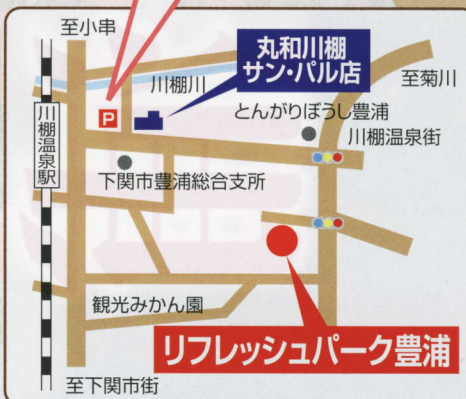 至小串
丸和川棚
サン・パル店
川棚川
至菊川
P
とんがりぼうし豊浦
川棚温泉街
川棚温泉駅
下関市豊浦総合支所
観光みかん園
リフレッシュパーク豊浦
至下関市街